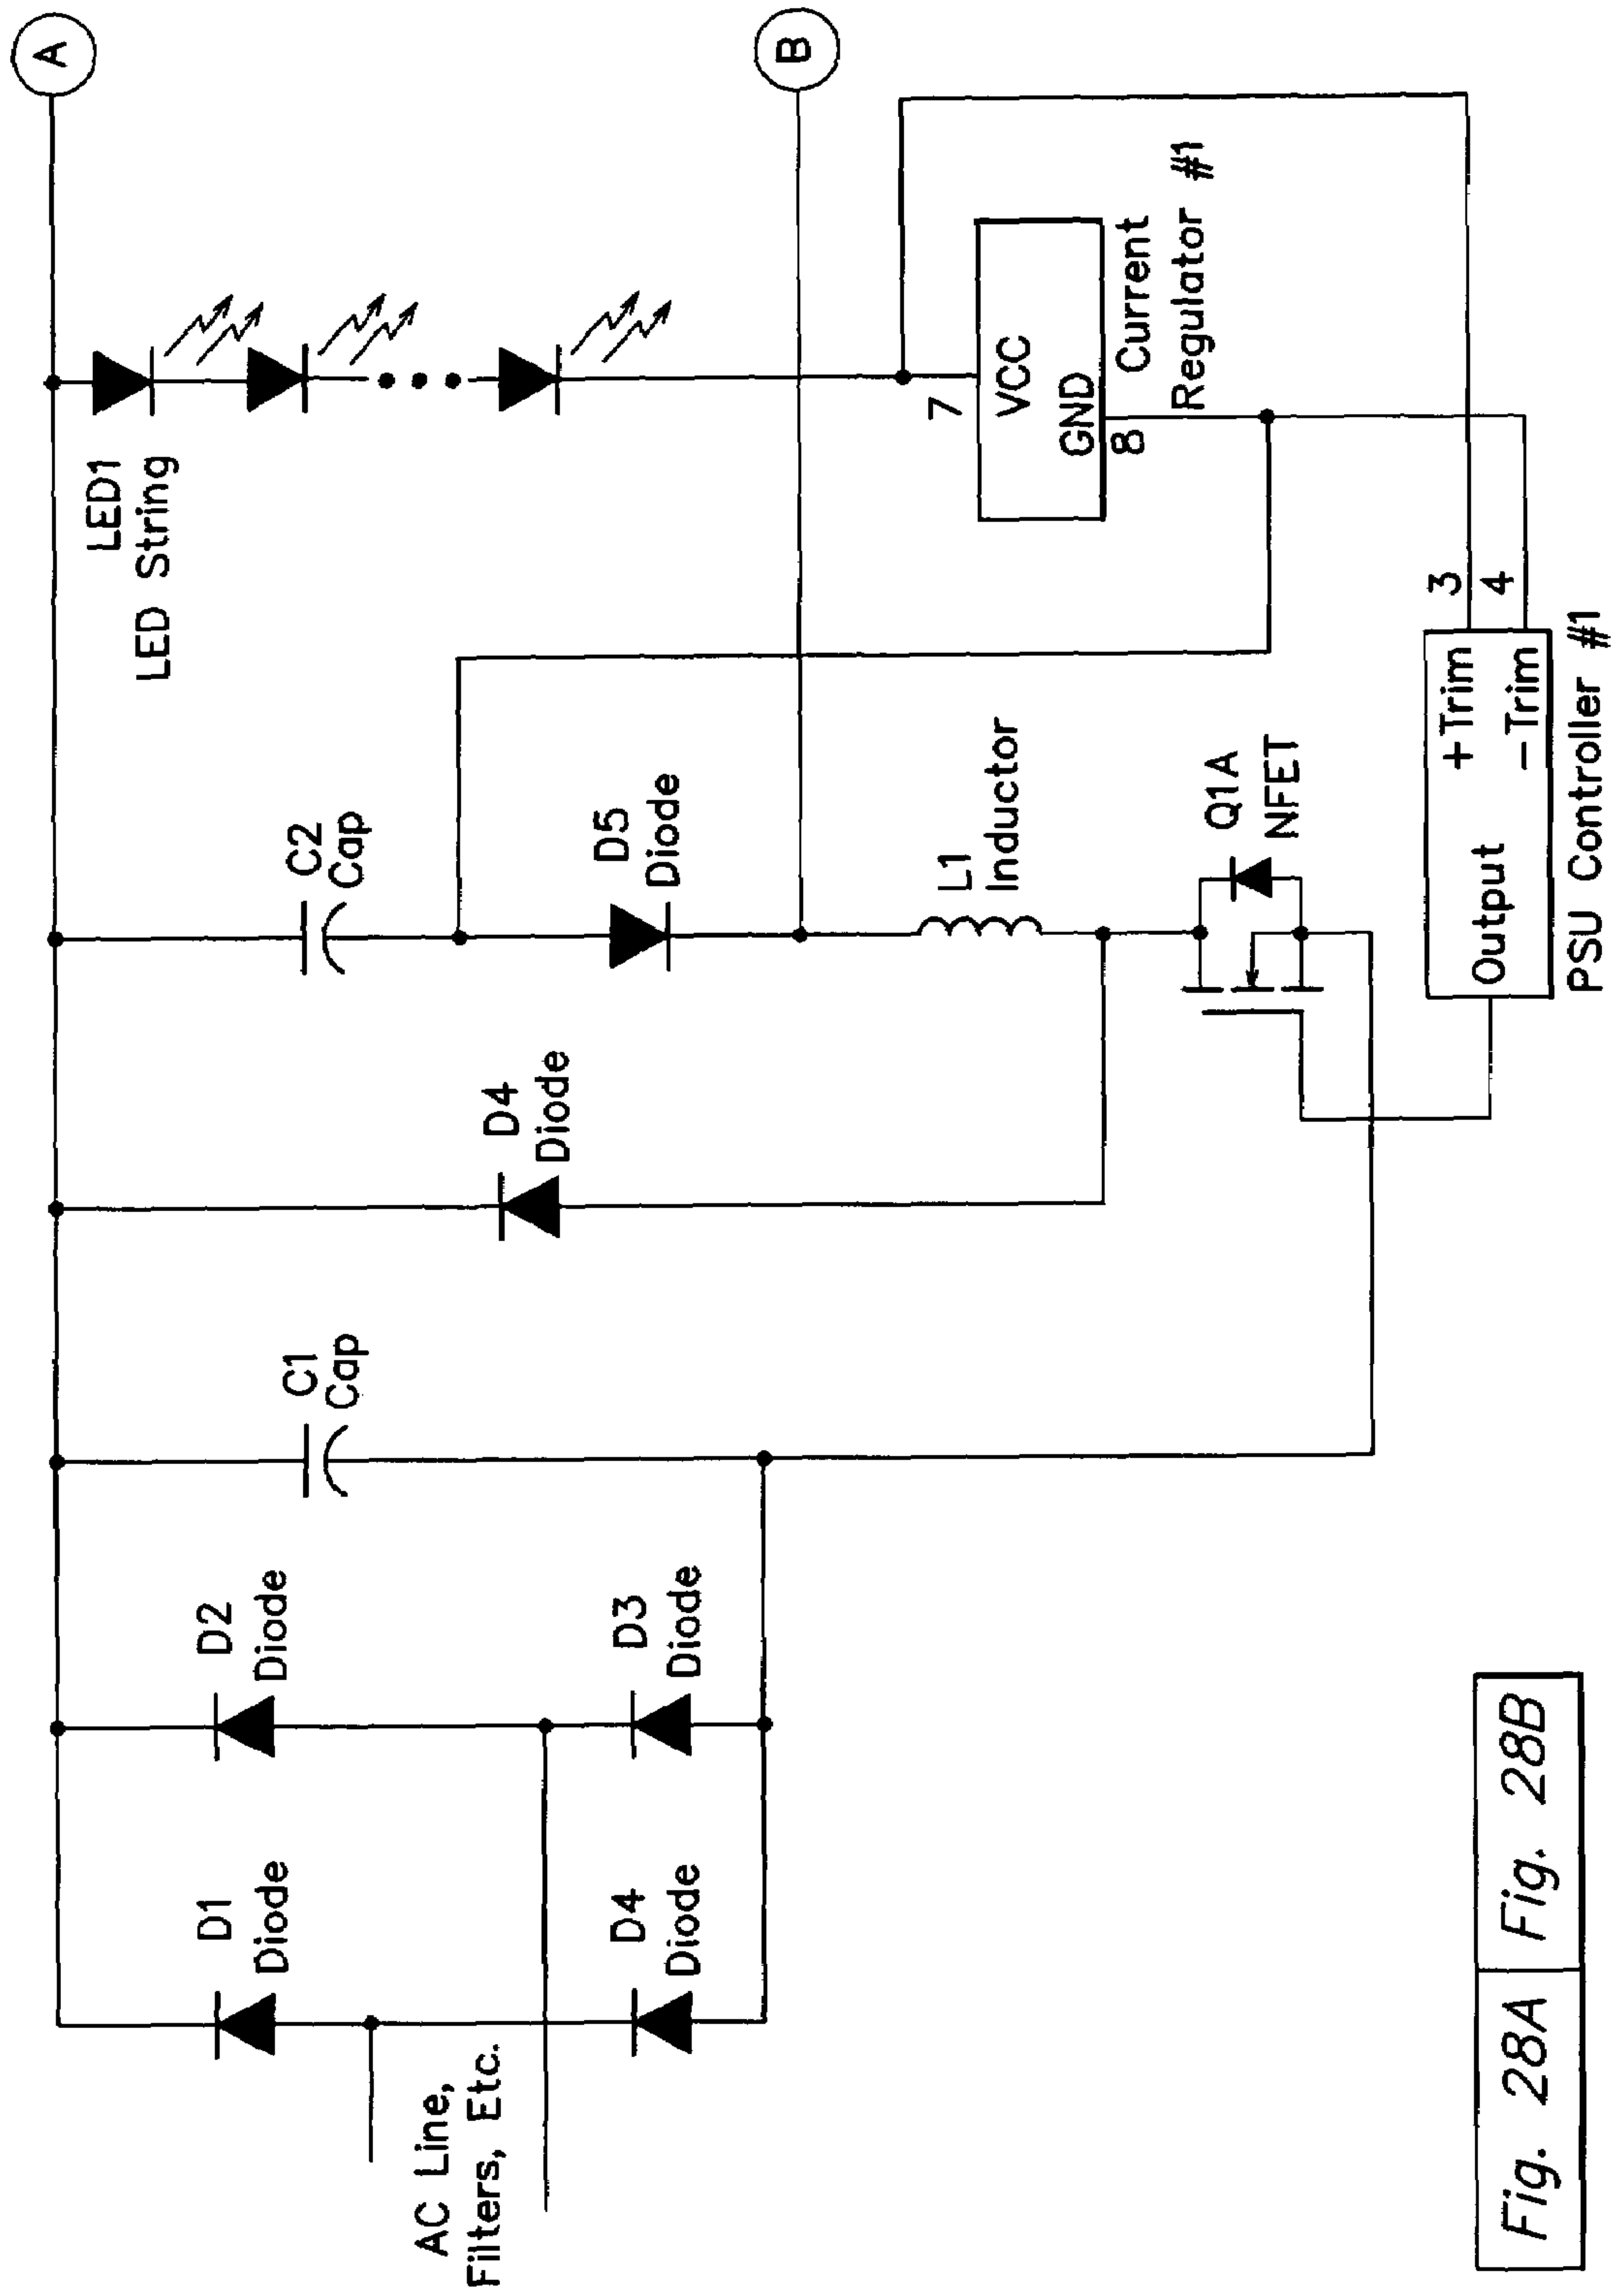 A
B
LED1
LED String
C2
Cap
D5
Diode
D4
Diode
C1
Cap
D2
Diode
D1
Diode
D3
Diode
D4
Diode
AC Line,
Filters, Etc.
L1
Inductor
Q1A
NFET
7
VCC
GND
8
Current
Regulator #1
3
4
+Trim
−Trim
Output
PSU Controller #1
Fig. 28A
Fig. 28B